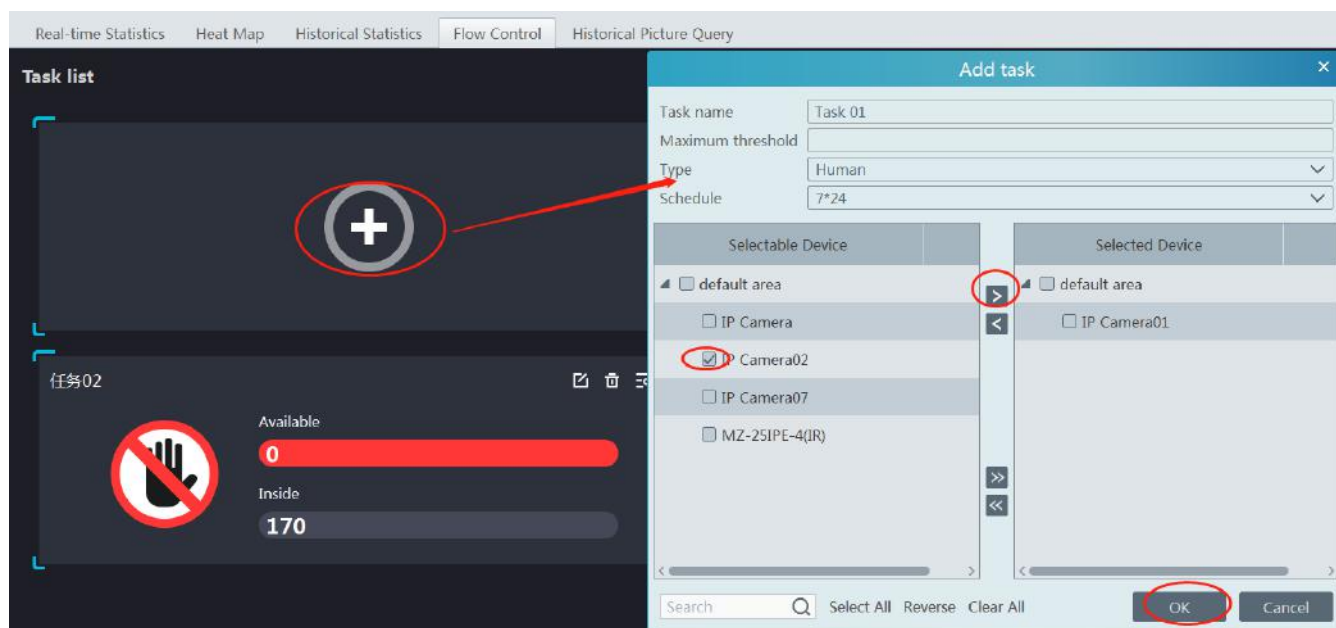 Real-time Statistics Heat Map Historical Statistics Flow Control Historical Picture Query
Task list
任务02
Available
0
Inside
170
Add task
Task name Task 01
Maximum threshold
Type Human
Schedule 7*24
Selectable Device
default area
IP Camera
IP Camera02
IP Camera07
MZ-25IPE-4(IR)
Selected Device
default area
IP Camera01
Search Select All Reverse Clear All
OK Cancel